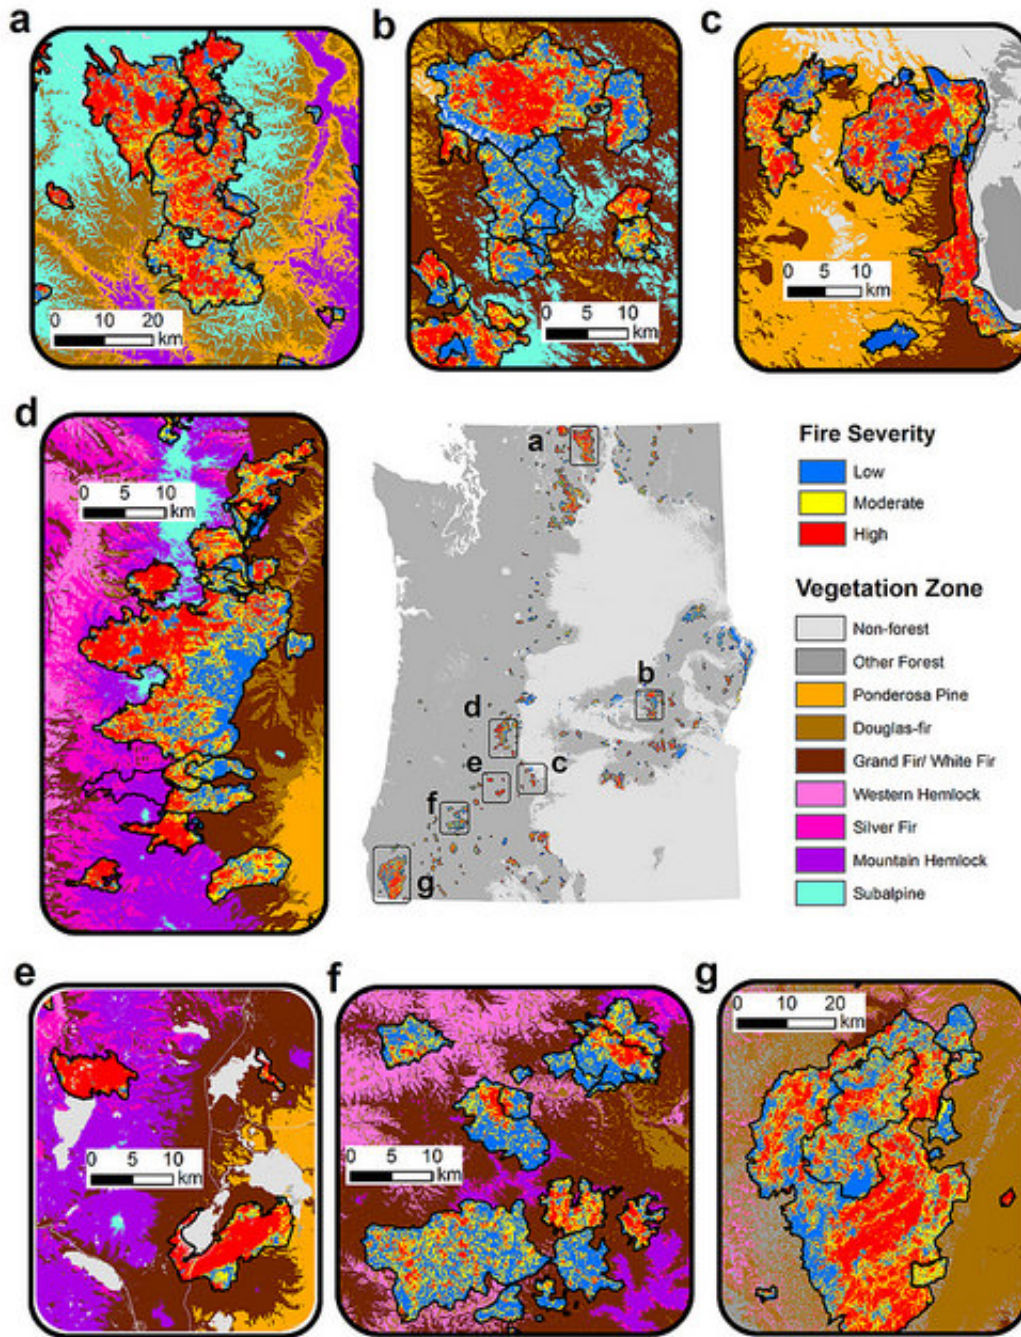 a
b
c
0 10 20
km
0 5 10
km
0 5 10
km
d
0 5 10
km
a
b
d
c
e
f
g
Fire Severity
Low
Moderate
High
Vegetation Zone
Non-forest
Other Forest
Ponderosa Pine
Douglas-fir
Grand Fir/ White Fir
Western Hemlock
Silver Fir
Mountain Hemlock
Subalpine
e
f
g
0 10 20
km
0 5 10
km
0 5 10
km